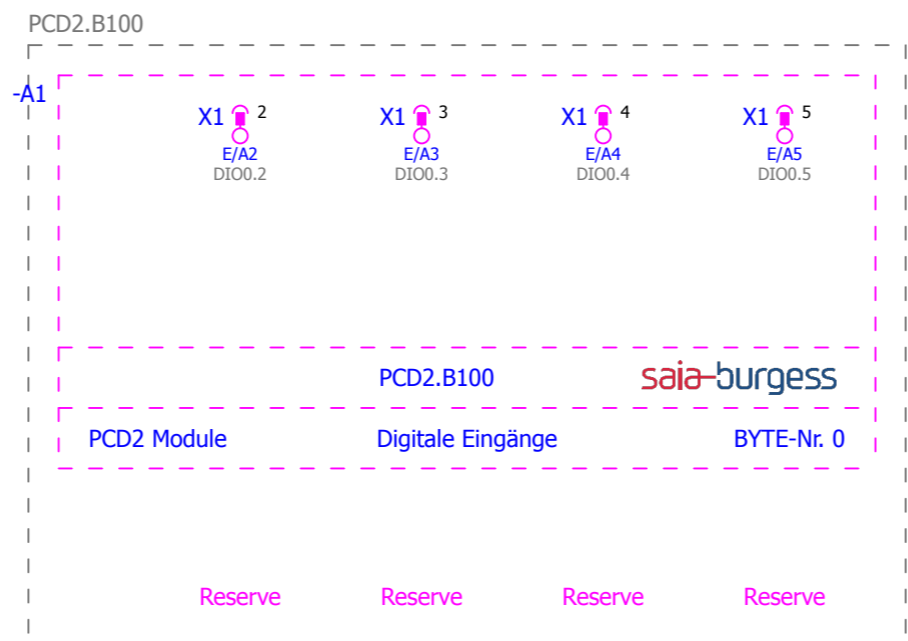 PCD2.B100
-A1
X1 2 X1 3 X1 4 X1 5
E/A2 E/A3 E/A4 E/A5
DIO0.2 DIO0.3 DIO0.4 DIO0.5
PCD2.B100 saia-burgess
PCD2 Module Digitale Eingänge BYTE-Nr. 0
Reserve Reserve Reserve Reserve